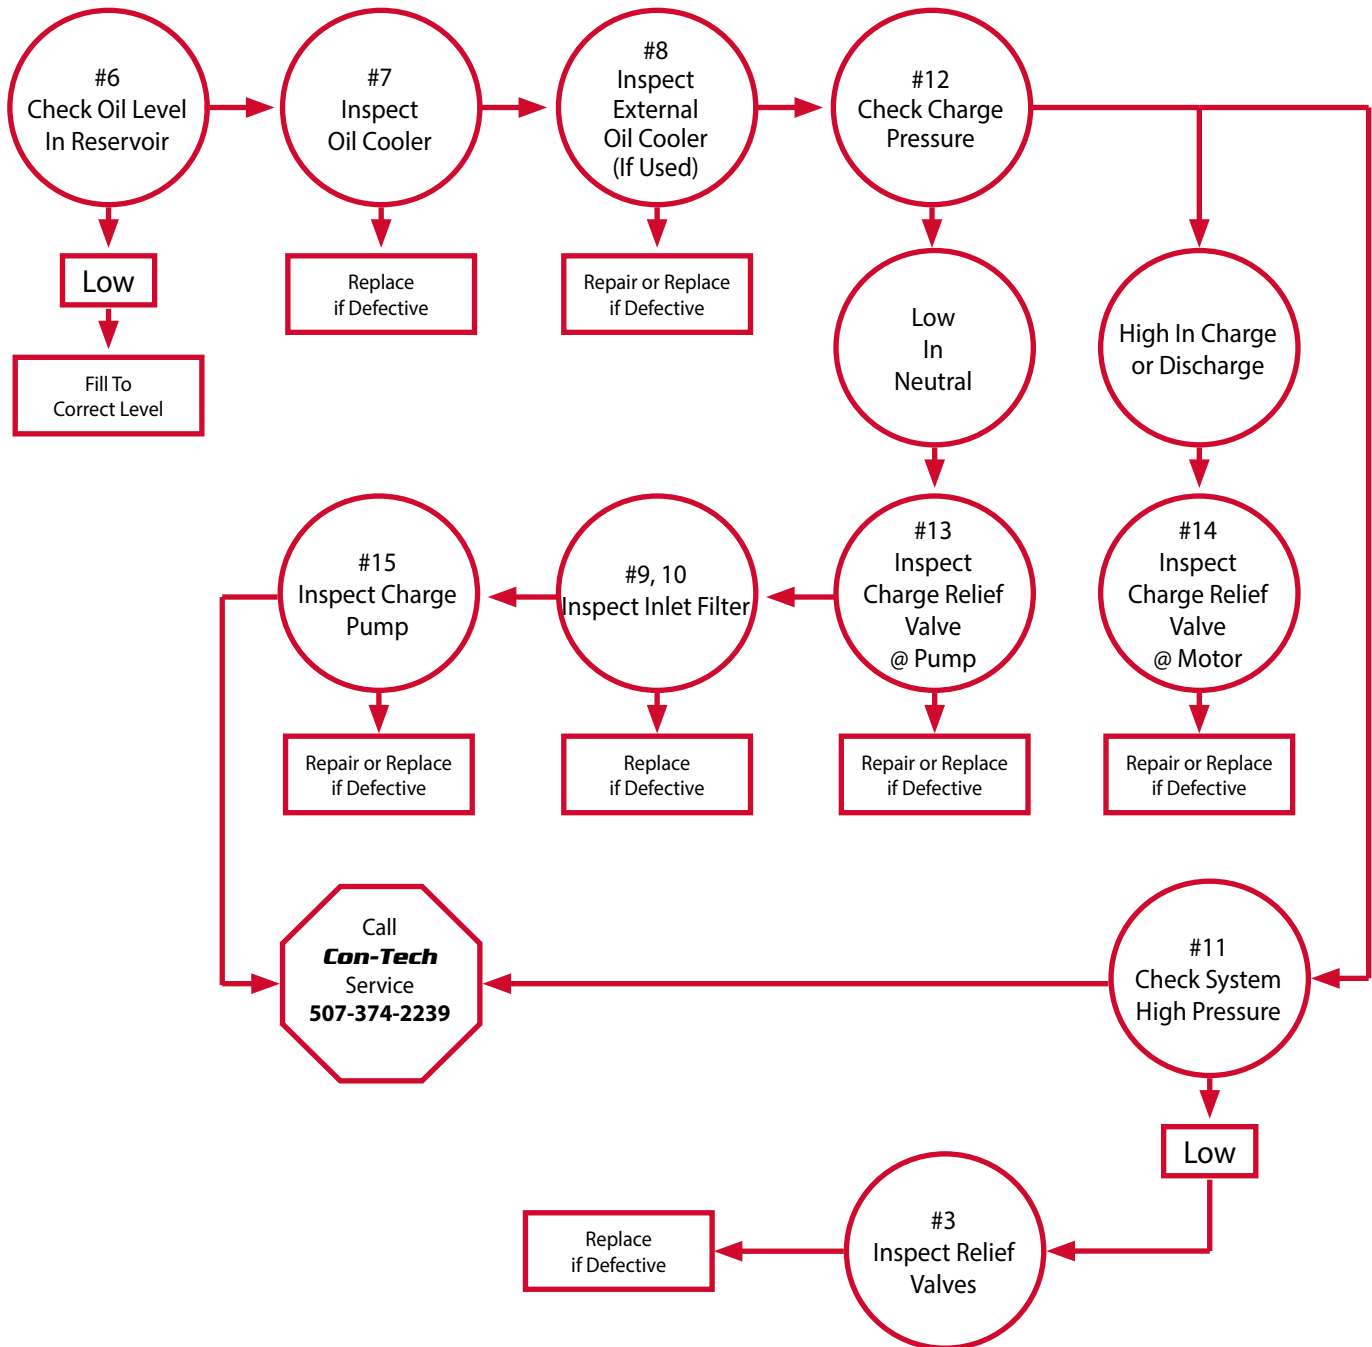 #6
Check Oil Level
In Reservoir
#7
Inspect
Oil Cooler
#8
Inspect
External
Oil Cooler
(If Used)
#12
Check Charge
Pressure
Low
Fill To
Correct Level
Replace
if Defective
Repair or Replace
if Defective
Low
In
Neutral
High In Charge
or Discharge
#15
Inspect Charge
Pump
#9, 10
Inspect Inlet Filter
#13
Inspect
Charge Relief
Valve
@ Pump
#14
Inspect
Charge Relief
Valve
@ Motor
Repair or Replace
if Defective
Replace
if Defective
Repair or Replace
if Defective
Repair or Replace
if Defective
Call
Con-Tech
Service
507-374-2239
#11
Check System
High Pressure
Low
#3
Inspect Relief
Valves
Replace
if Defective